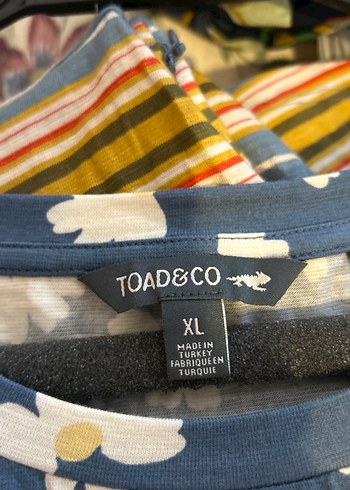 TOAD&CO
XL
MADE IN
TURKEY
FABRIQUEEN
TURQUIE